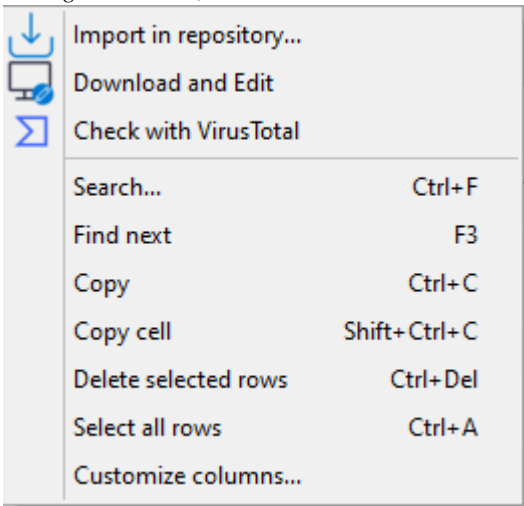 Import in repository...
Download and Edit
Check with VirusTotal
Search... Ctrl+F
Find next F3
Copy Ctrl+C
Copy cell Shift+Ctrl+C
Delete selected rows Ctrl+Del
Select all rows Ctrl+A
Customize columns...